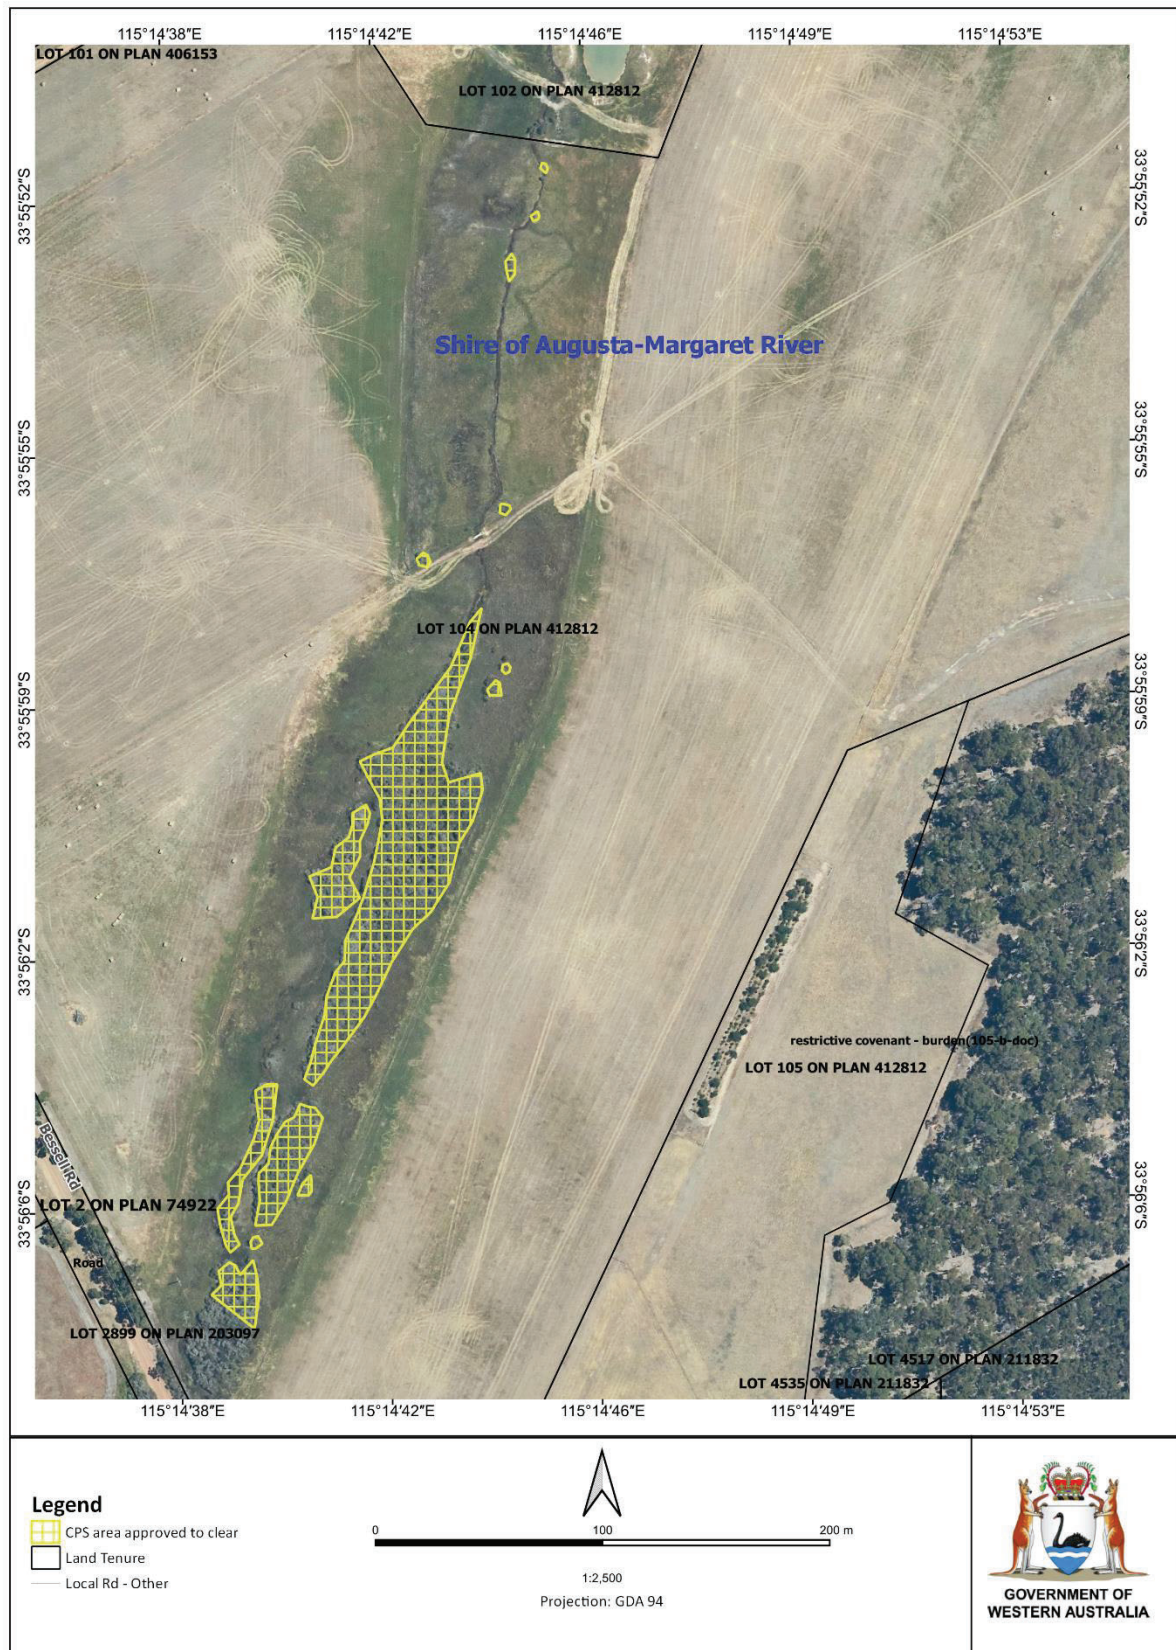 115°14'38"E
115°14'42"E
115°14'46"E
115°14'49"E
115°14'53"E
LOT 101 ON PLAN 406153
LOT 102 ON PLAN 412812
33°55'52"S
33°55'52"S
Shire of Augusta-Margaret River
33°55'55"S
33°55'55"S
LOT 104 ON PLAN 412812
33°55'59"S
33°55'59"S
33°56'2"S
33°56'2"S
restrictive covenant - burden(105-b-doc)
LOT 105 ON PLAN 412812
Bessell Rd
LOT 2 ON PLAN 74922
33°56'6"S
33°56'6"S
Road
LOT 2899 ON PLAN 203097
LOT 4517 ON PLAN 211832
LOT 4535 ON PLAN 211832
115°14'38"E
115°14'42"E
115°14'46"E
115°14'49"E
115°14'53"E
Legend
CPS area approved to clear
Land Tenure
Local Rd - Other
0
100
200 m
1:2,500
Projection: GDA 94
GOVERNMENT OF
WESTERN AUSTRALIA